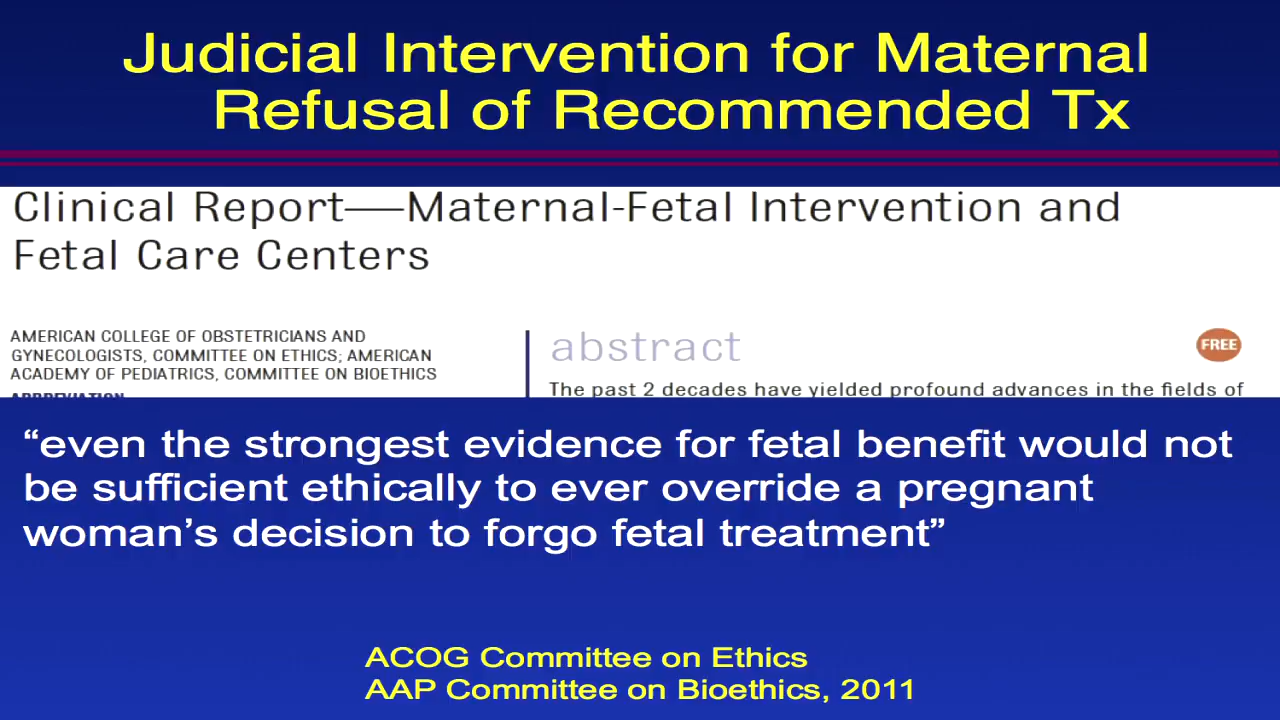 Judicial Intervention for Maternal
Refusal of Recommended Tx
Clinical Report—Maternal-Fetal Intervention and
Fetal Care Centers
AMERICAN COLLEGE OF OBSTETRICIANS AND
GYNECOLOGISTS, COMMITTEE ON ETHICS; AMERICAN
ACADEMY OF PEDIATRICS, COMMITTEE ON BIOETHICS
abstract
FREE
The past 2 decades have yielded profound advances in the fields of
“even the strongest evidence for fetal benefit would not
be sufficient ethically to ever override a pregnant
woman’s decision to forgo fetal treatment”
ACOG Committee on Ethics
AAP Committee on Bioethics, 2011